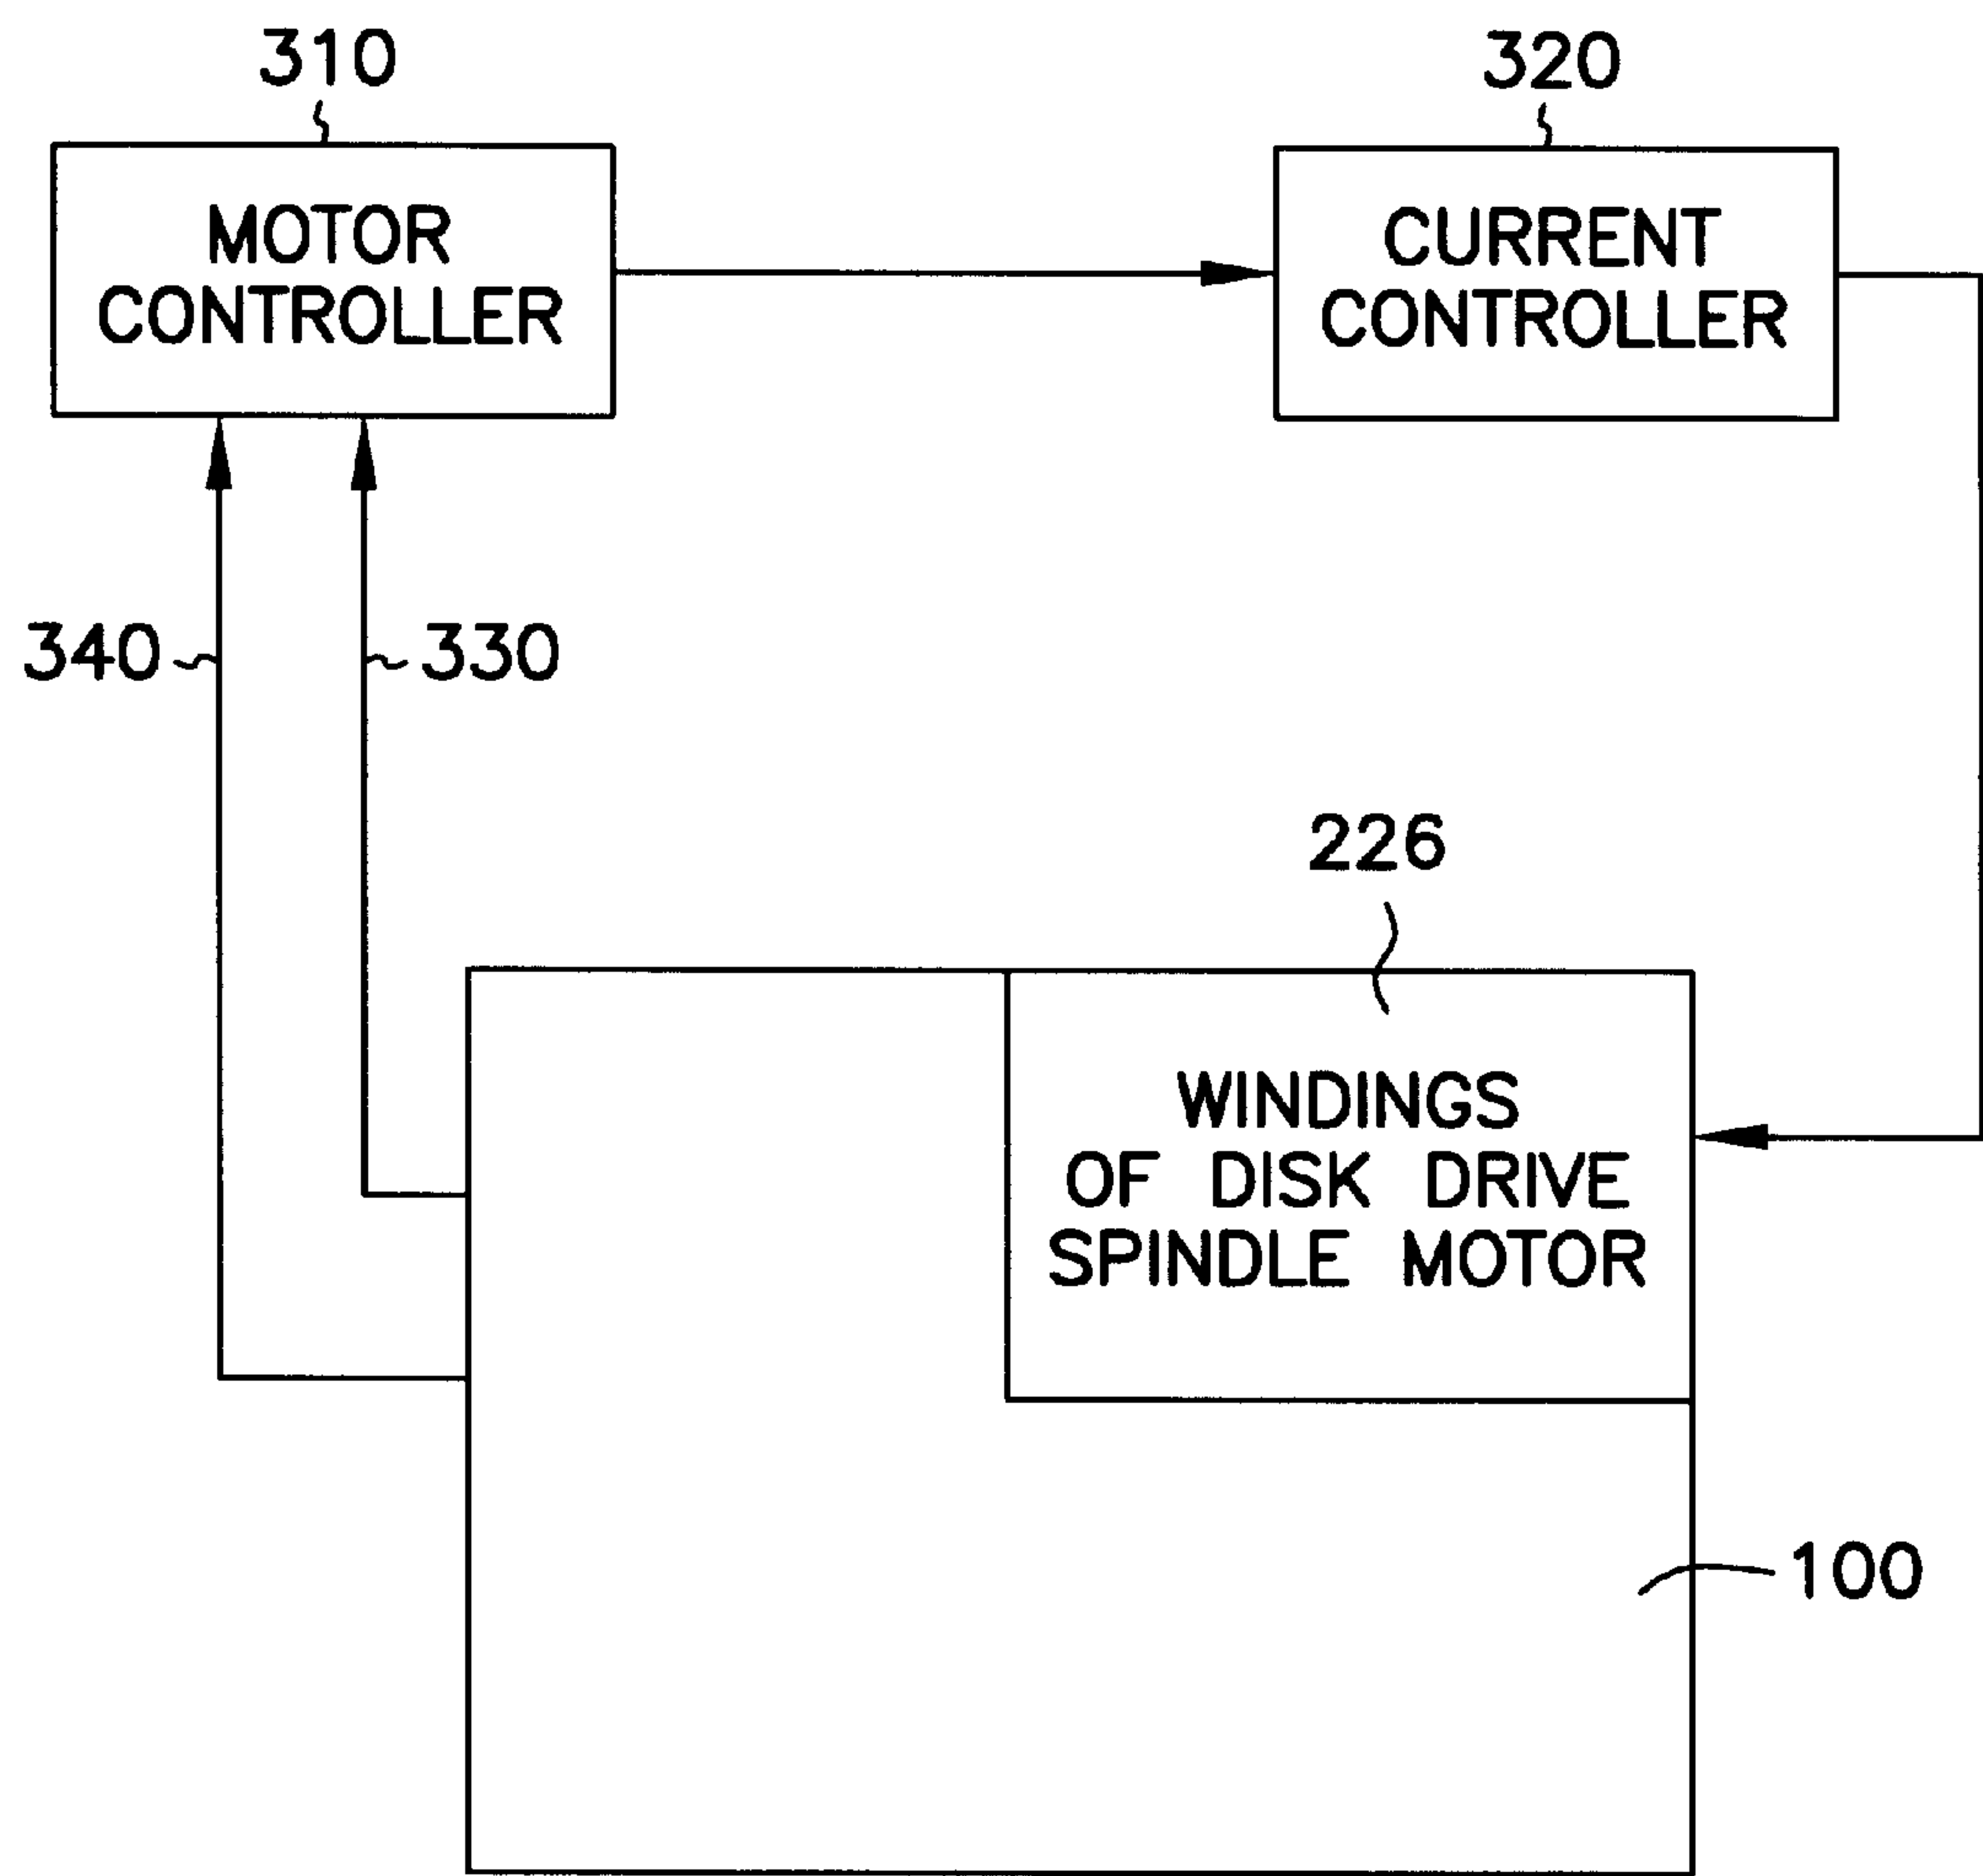 310
320
MOTOR
CONTROLLER
CURRENT
CONTROLLER
340
330
226
WINDINGS
OF DISK DRIVE
SPINDLE MOTOR
100